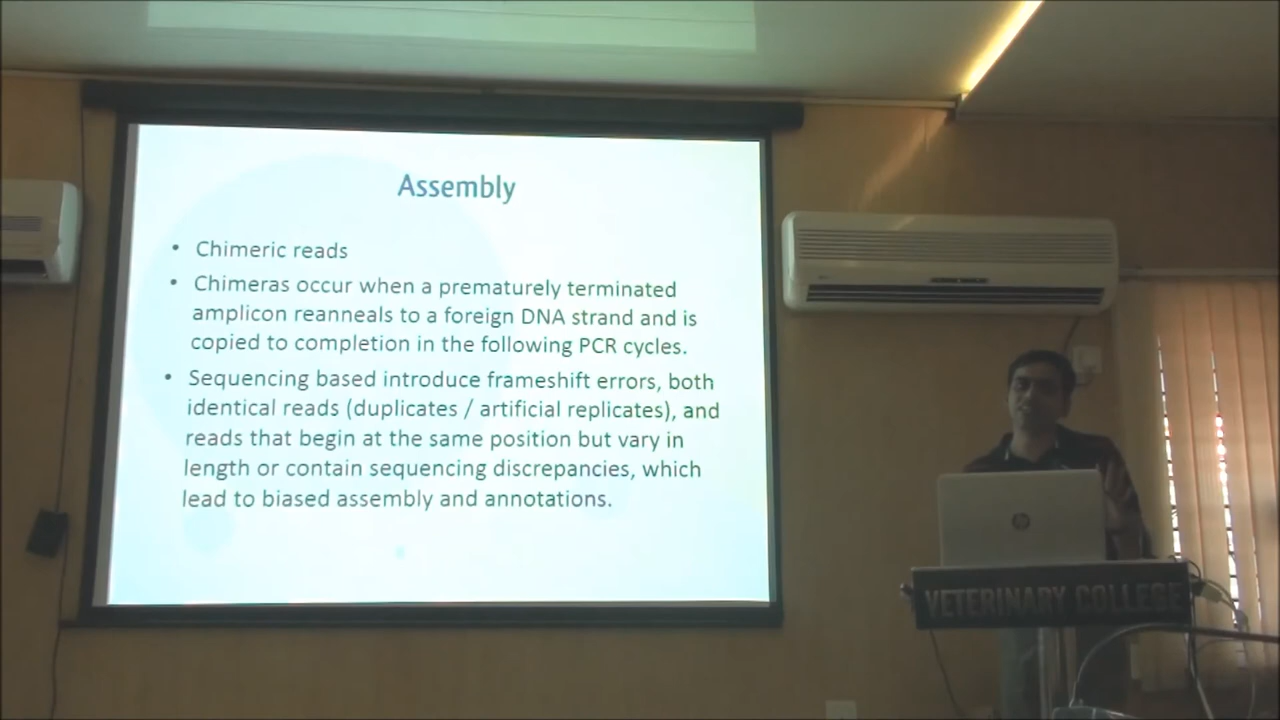 Assembly
• Chimeric reads
• Chimeras occur when a prematurely terminated
amplicon reanneals to a foreign DNA strand and is
copied to completion in the following PCR cycles.
• Sequencing based introduce frameshift errors, both
identical reads (duplicates / artificial replicates), and
reads that begin at the same position but vary in
length or contain sequencing discrepancies, which
lead to biased assembly and annotations.
hp
VETERINARY COLLEGE